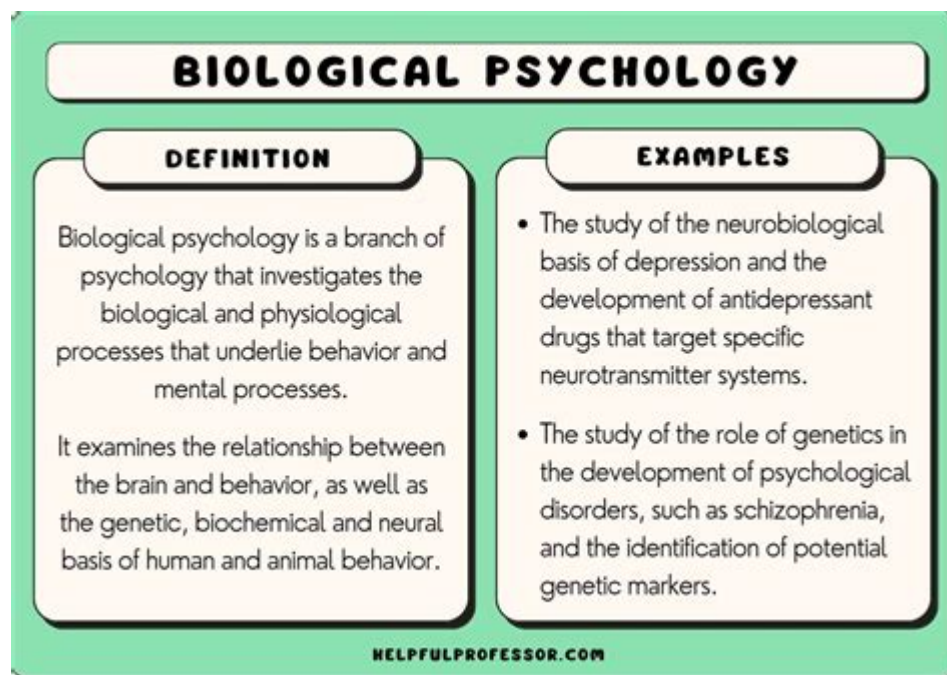 BIOLOGICAL PSYCHOLOGY
DEFINITION
Biological psychology is a branch of
psychology that investigates the
biological and physiological
processes that underlie behavior and
mental processes.
It examines the relationship between
the brain and behavior, as well as
the genetic, biochemical and neural
basis of human and animal behavior.
EXAMPLES
• The study of the neurobiological
basis of depression and the
development of antidepressant
drugs that target specific
neurotransmitter systems.
• The study of the role of genetics in
the development of psychological
disorders, such as schizophrenia,
and the identification of potential
genetic markers.
HELPFULPROFESSOR.COM